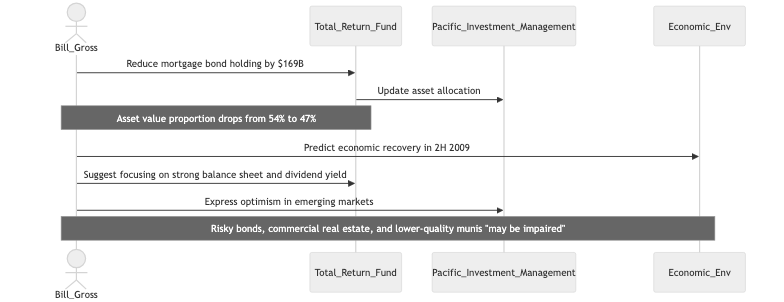 Bill_Gross
Total_Return_Fund
Pacific_Investment_Management
Economic_Env
Reduce mortgage bond holding by $169B
Update asset allocation
Asset value proportion drops from 54% to 47%
Predict economic recovery in 2H 2009
Suggest focusing on strong balance sheet and dividend yield
Express optimism in emerging markets
Risky bonds, commercial real estate, and lower-quality munis "may be impaired"
Bill_Gross
Total_Return_Fund
Pacific_Investment_Management
Economic_Env